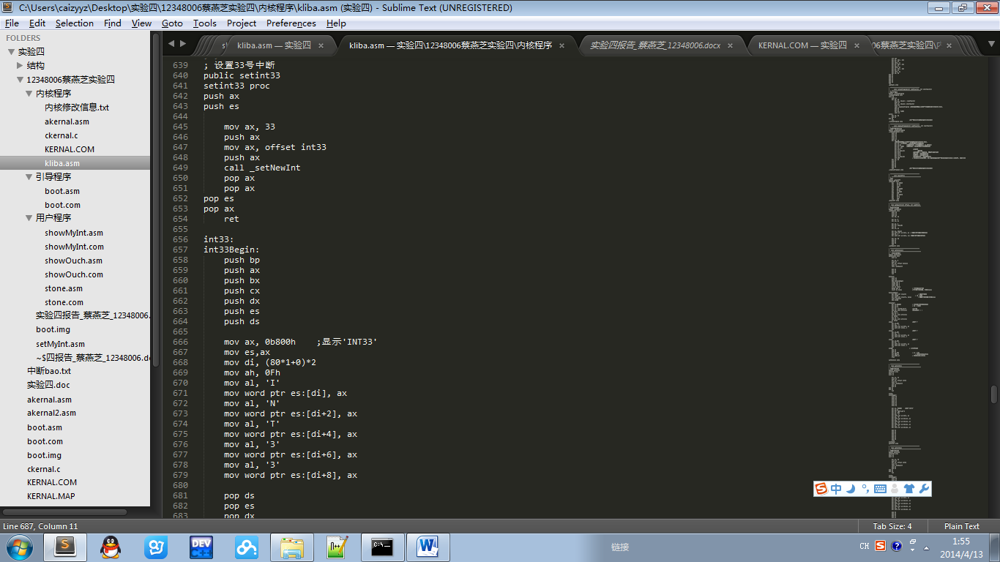 C:\Users\caizyyz\Desktop\实验四\12348006蔡燕芝实验四\内核程序\kliba.asm (实验四) - Sublime Text (UNREGISTERED)
File Edit Selection Find View Goto Tools Project Preferences Help
FOLDERS
实验四
结构
12348006蔡燕芝实验四
内核程序
内核修改信息.txt
akernal.asm
ckernal.c
KERNAL.COM
kliba.asm
引导程序
boot.asm
boot.com
用户程序
showMyInt.asm
showMyInt.com
showOuch.asm
showOuch.com
stone.asm
stone.com
实验四报告_蔡燕芝_12348006.
boot.img
setMyInt.asm
~$四报告_蔡燕芝_12348006.do
中断bao.txt
实验四.doc
akernal.asm
akernal2.asm
boot.asm
boot.com
boot.img
ckernal.c
KERNAL.COM
KERNAL.MAP
kliba.asm — 实验四 ×
kliba.asm — 实验四\12348006蔡燕芝实验四\内核程序 ×
实验四报告_蔡燕芝_12348006.docx ×
KERNAL.COM — 实验四 ×
06蔡燕芝实验四\ ×
639 ; 设置33号中断
640 public setint33
641 setint33 proc
642 push ax
643 push es
644
645 mov ax, 33
646 push ax
647 mov ax, offset int33
648 push ax
649 call _setNewInt
650 pop ax
651 pop ax
652 pop es
653 pop ax
654 ret
655
656 int33:
657 int33Begin:
658 push bp
659 push ax
660 push bx
661 push cx
662 push dx
663 push es
664 push ds
665
666 mov ax, 0b800h ;显示'INT33'
667 mov es,ax
668 mov di, (80*1+0)*2
669 mov ah, 0Fh
670 mov al, 'I'
671 mov word ptr es:[di], ax
672 mov al, 'N'
673 mov word ptr es:[di+2], ax
674 mov al, 'T'
675 mov word ptr es:[di+4], ax
676 mov al, '3'
677 mov word ptr es:[di+6], ax
678 mov al, '3'
679 mov word ptr es:[di+8], ax
680
681 pop ds
682 pop es
683 pop dx
中
Line 687, Column 11
Tab Size: 4
Plain Text
链接
CH
1:55
2014/4/13